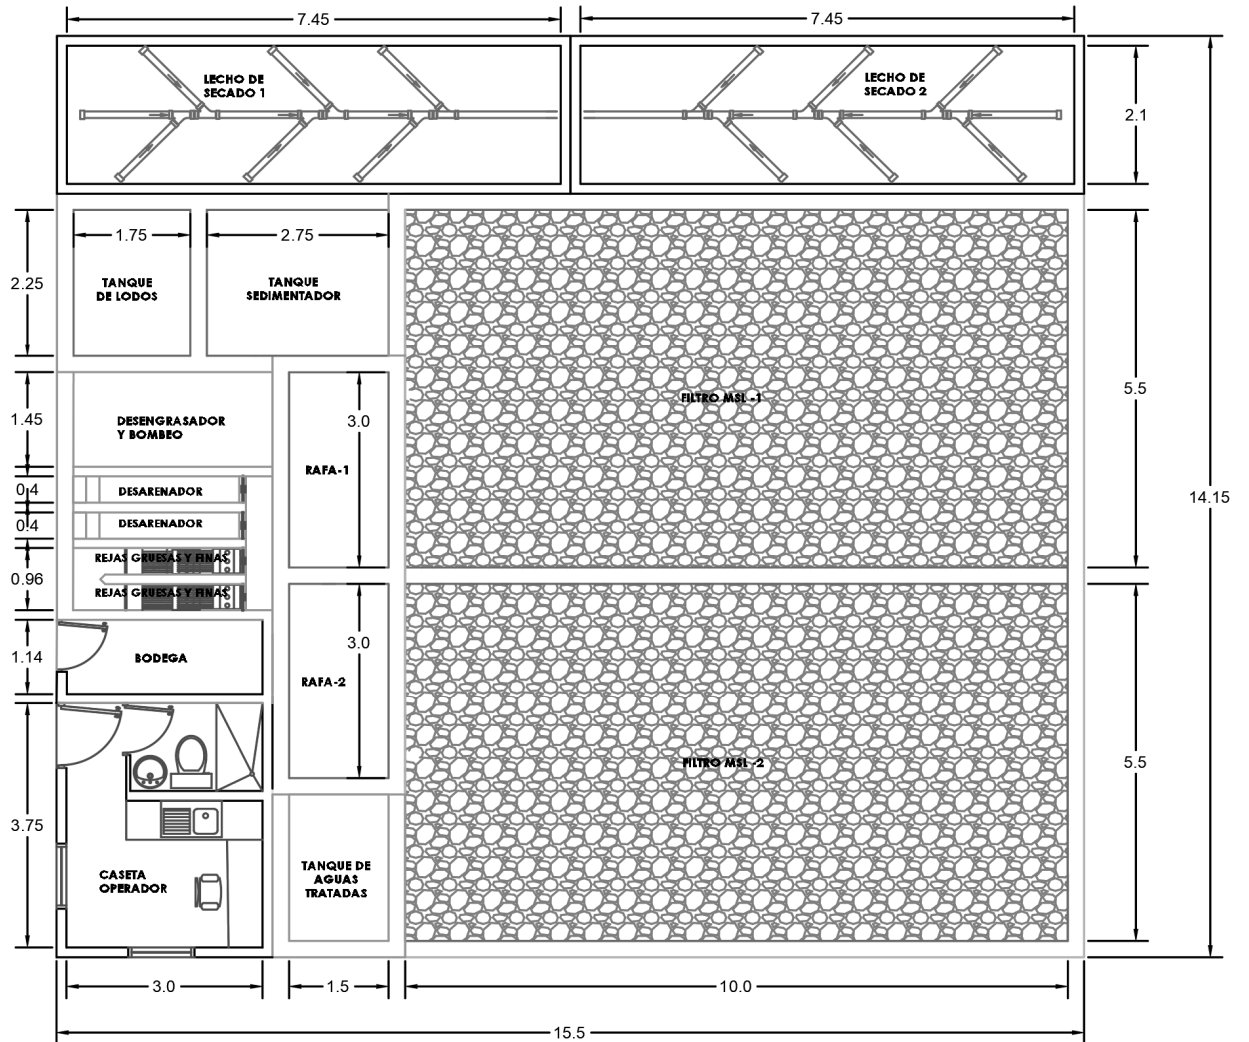 7.45
7.45
LECHO DE
SECADO 1
LECHO DE
SECADO 2
2.1
1.75
2.75
2.25
TANQUE
DE LODOS
TANQUE
SEDIMENTADOR
5.5
FILTRO MSL -1
1.45
DESENGRASADOR
Y BOMBEO
3.0
RAFA-1
0.4
DESARENADOR
14.15
0.4
DESARENADOR
REJAS GRUESAS Y FINAS
0.96
REJAS GRUESAS Y FINAS
1.14
BODEGA
3.0
RAFA-2
FILTRO MSL -2
5.5
3.75
CASETA
OPERADOR
TANQUE DE
AGUAS
TRATADAS
3.0
1.5
10.0
15.5